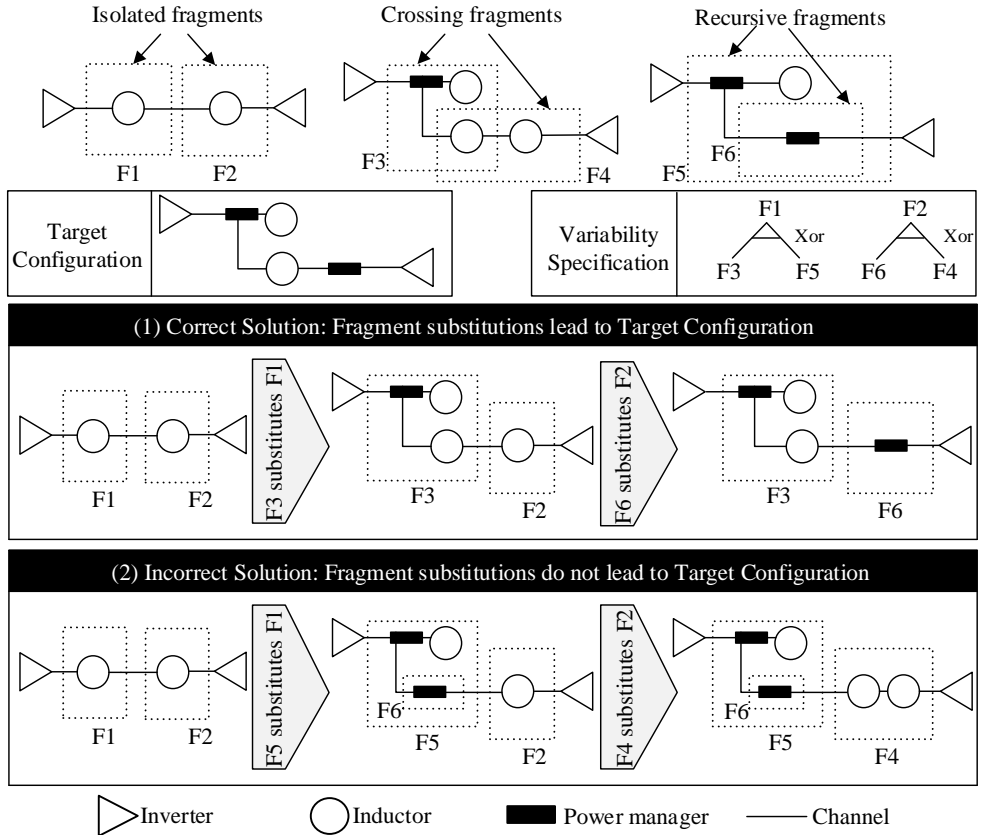 Isolated fragments
Crossing fragments
Recursive fragments
F1
F2
F3
F4
F5
F6
Target
Configuration
Variability
Specification
F1
Xor
F3
F5
F2
Xor
F6
F4
(1) Correct Solution: Fragment substitutions lead to Target Configuration
F1
F2
F3 substitutes F1
F3
F2
F6 substitutes F2
F3
F6
(2) Incorrect Solution: Fragment substitutions do not lead to Target Configuration
F1
F2
F5 substitutes F1
F6
F5
F2
F4 substitutes F2
F6
F5
F4
Inverter
Inductor
Power manager
Channel